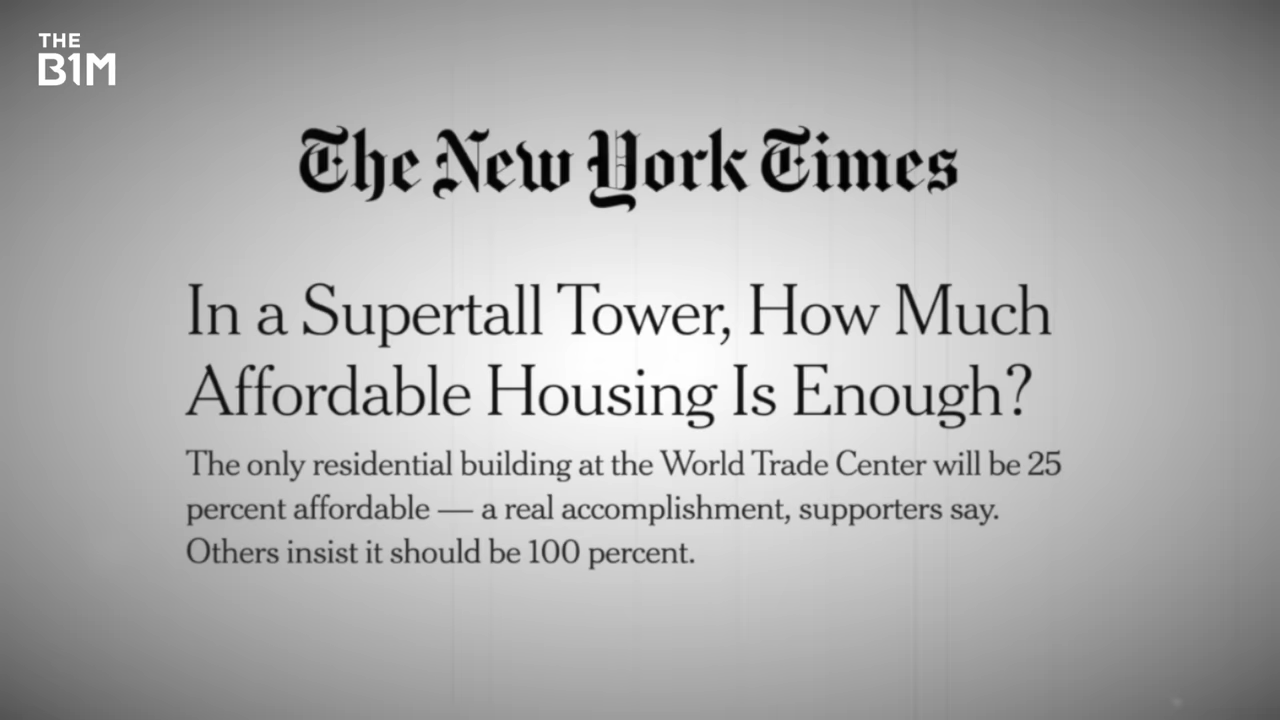 THE
B1M
The New York Times
In a Supertall Tower, How Much
Affordable Housing Is Enough?
The only residential building at the World Trade Center will be 25
percent affordable — a real accomplishment, supporters say.
Others insist it should be 100 percent.